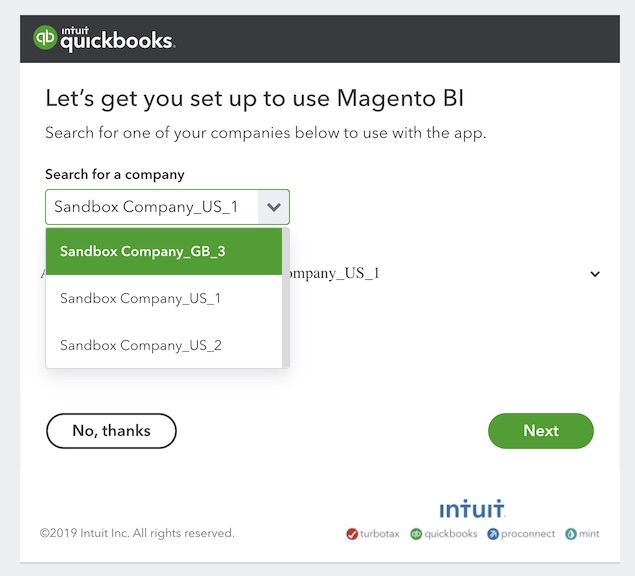 intuit
quickbooks.
Let's get you set up to use Magento BI
Search for one of your companies below to use with the app.
Search for a company
Sandbox Company_US_1
Sandbox Company_GB_3
ompany_US_1
Sandbox Company_US_1
Sandbox Company_US_2
No, thanks
Next
intuit.
©2019 Intuit Inc. All rights reserved.
turbotax quickbooks proconnect mint